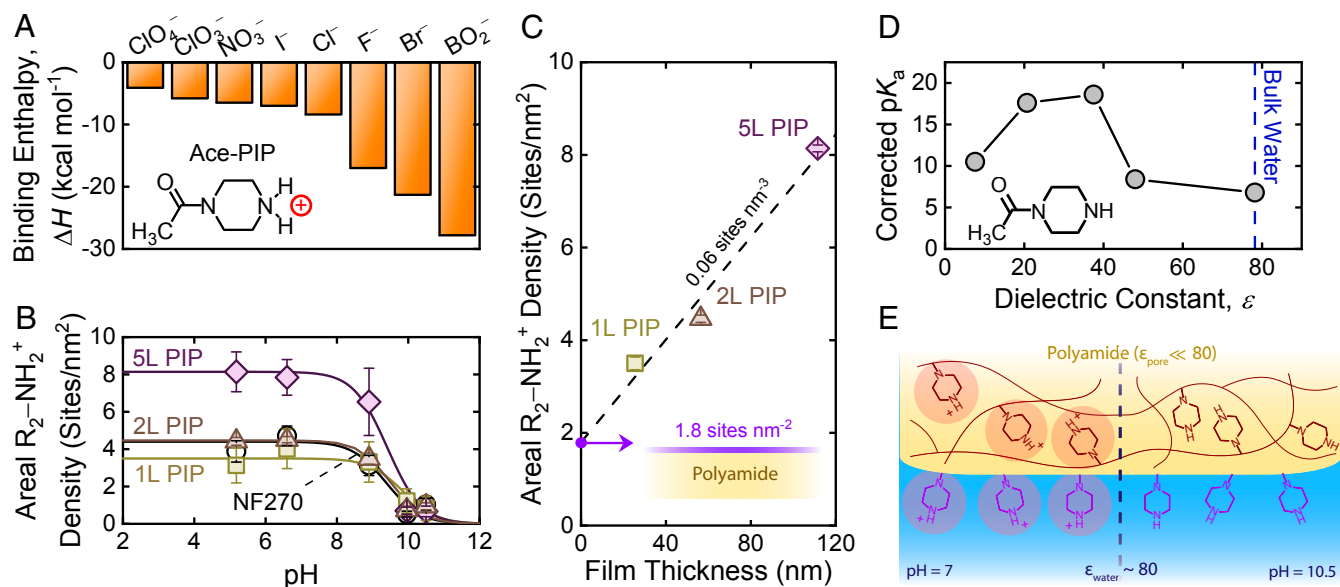 A
ClO₄⁻ ClO₃⁻ NO₃⁻ I⁻ Cl⁻ F⁻ Br⁻ BO₂⁻
0
-10
-20
-30
Binding Enthalpy,
ΔH (kcal mol⁻¹)
Ace-PIP
O
N
N
H
H
+
H₃C
B
10
8
6
4
2
0
Areal R₂–NH₂⁺
Density (Sites/nm²)
5L PIP
2L PIP
1L PIP
NF270
2 4 6 8 10 12
pH
C
10
8
6
4
2
0
Areal R₂–NH₂⁺ Density (Sites/nm²)
5L PIP
0.06 sites nm⁻³
2L PIP
1L PIP
1.8 sites nm⁻²
Polyamide
0 40 80 120
Film Thickness (nm)
D
20
15
10
5
0
Corrected pKa
O
N
NH
H₃C
Bulk Water
0 20 40 60 80
Dielectric Constant, ε
E
Polyamide (ε_pore ≪ 80)
pH = 7
ε_water ~ 80
pH = 10.5